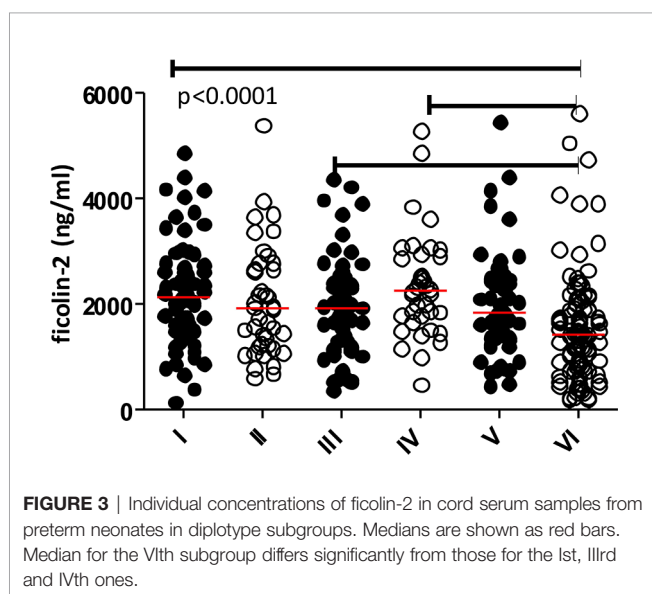 6000
p<0.0001
4000
2000
0
ficolin-2 (ng/ml)
I II III IV V VI
FIGURE 3 | Individual concentrations of ficolin-2 in cord serum samples from
preterm neonates in diplotype subgroups. Medians are shown as red bars.
Median for the VIth subgroup differs significantly from those for the Ist, IIIrd
and IVth ones.